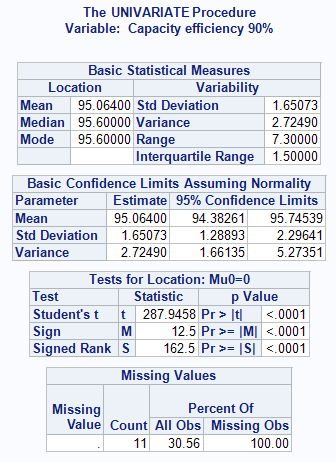 The UNIVARIATE Procedure
Variable: Capacity efficiency 90%
Basic Statistical Measures
Location Variability
Mean 95.06400 Std Deviation 1.65073
Median 95.60000 Variance 2.72490
Mode 95.60000 Range 7.30000
Interquartile Range 1.50000
Basic Confidence Limits Assuming Normality
Parameter Estimate 95% Confidence Limits
Mean 95.06400 94.38261 95.74539
Std Deviation 1.65073 1.28893 2.29641
Variance 2.72490 1.66135 5.27351
Tests for Location: Mu0=0
Test Statistic p Value
Student's t t 287.9458 Pr > |t| <.0001
Sign M 12.5 Pr >= |M| <.0001
Signed Rank S 162.5 Pr >= |S| <.0001
Missing Values
Missing Value Count Percent Of
All Obs Missing Obs
. 11 30.56 100.00